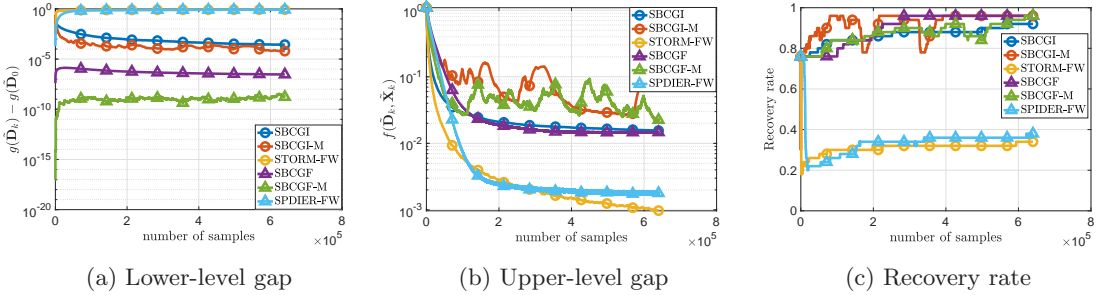 10^0
10^-5
10^-10
10^-15
10^-20
g(D̃_k) − g(D̃_0)
0 2 4 6 8
number of samples
×10^5
SBCGI
SBCGI-M
STORM-FW
SBCGF
SBCGF-M
SPDIER-FW
(a) Lower-level gap
10^0
10^-1
10^-2
10^-3
f(D̃_k, X̃_k)
0 2 4 6 8
number of samples
×10^5
SBCGI
SBCGI-M
STORM-FW
SBCGF
SBCGF-M
SPDIER-FW
(b) Upper-level gap
1
0.8
0.6
0.4
0.2
0
Recovery rate
0 2 4 6 8
number of samples
×10^5
SBCGI
SBCGI-M
STORM-FW
SBCGF
SBCGF-M
SPIDER-FW
(c) Recovery rate